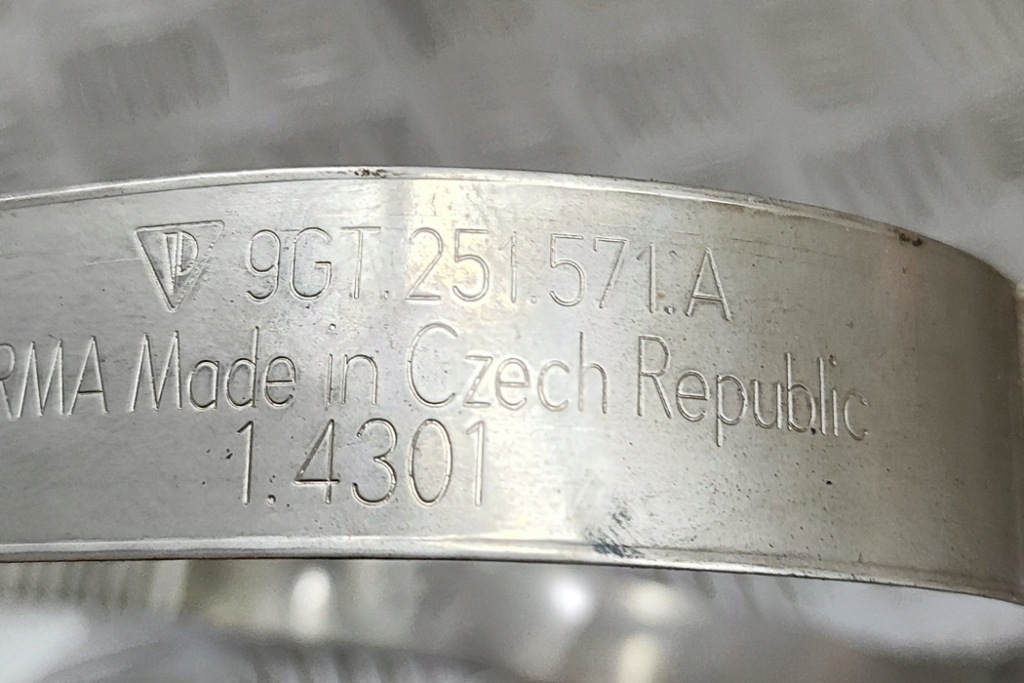 9GT.251.571.A
RMA Made in Czech Republic
1.4301